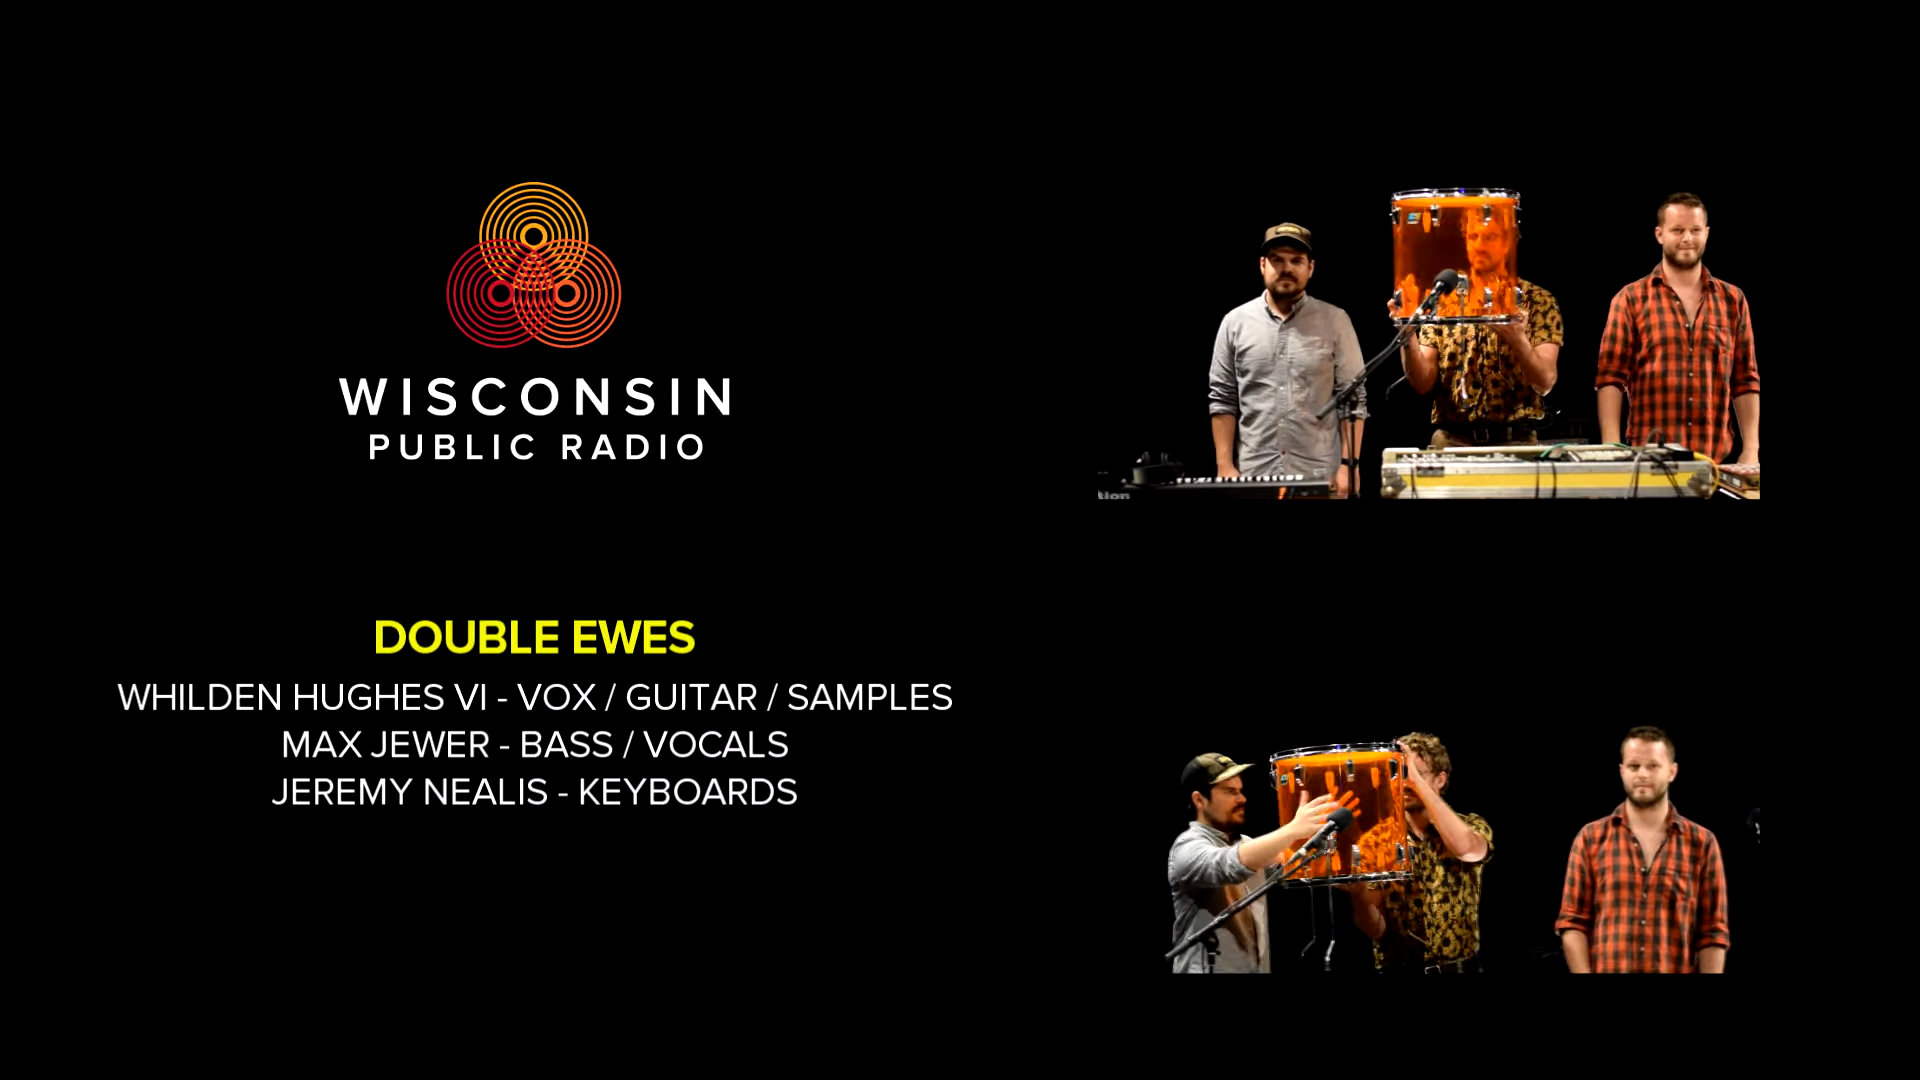 WISCONSIN
PUBLIC RADIO
DOUBLE EWES
WHILDEN HUGHES VI - VOX / GUITAR / SAMPLES
MAX JEWER - BASS / VOCALS
JEREMY NEALIS - KEYBOARDS